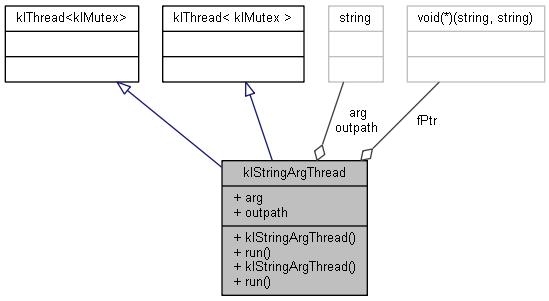 klThread<klMutex>
klThread< klMutex >
string
void(*)(string, string)
arg
outpath
fPtr
klStringArgThread
+ arg
+ outpath
+ klStringArgThread()
+ run()
+ klStringArgThread()
+ run()